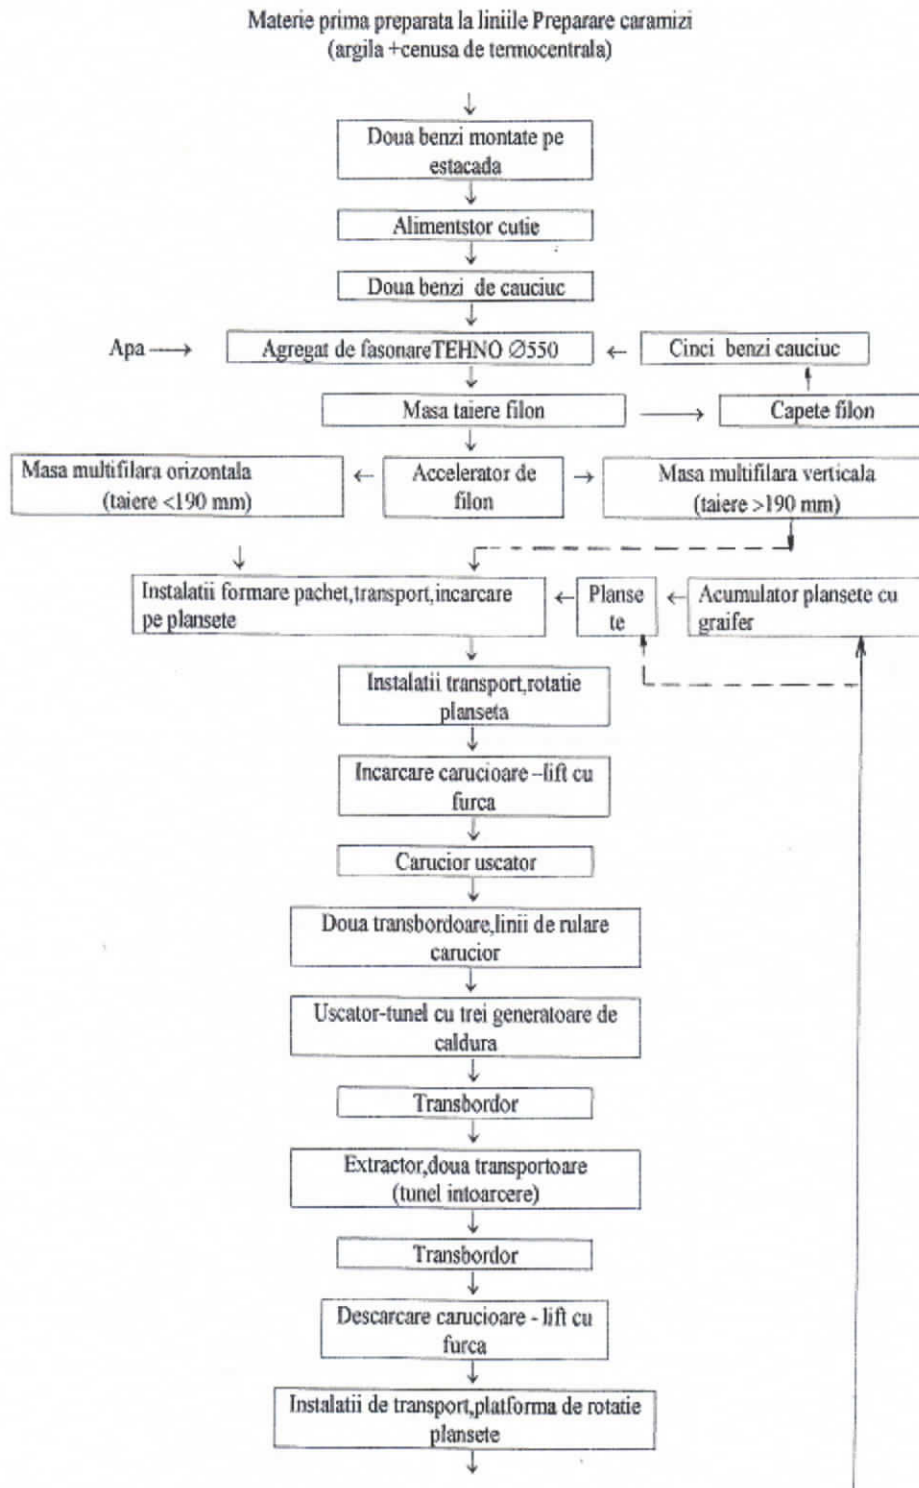 Materie prima preparata la liniile Preparare caramizi
(argila +cenusa de termocentrala)
Doua benzi montate pe
estacada
Alimentstor cutie
Doua benzi de cauciuc
Apa
Agregat de fasonareTEHNO Ø550
Cinci benzi cauciuc
Masa taiere filon
Capete filon
Masa multifilara orizontala
(taiere <190 mm)
Accelerator de
filon
Masa multifilara verticala
(taiere >190 mm)
Instalatii formare pachet,transport,incarcare
pe plansete
Planse
te
Acumulator plansete cu
graifer
Instalatii transport,rotatie
planseta
Incarcare carucioare –lift cu
furca
Carucior uscator
Doua transbordoare,linii de rulare
carucior
Uscator-tunel cu trei generatoare de
caldura
Transbordor
Extractor,doua transportoare
(tunel intoarcere)
Transbordor
Descarcare carucioare - lift cu
furca
Instalatii de transport,platforma de rotatie
plansete